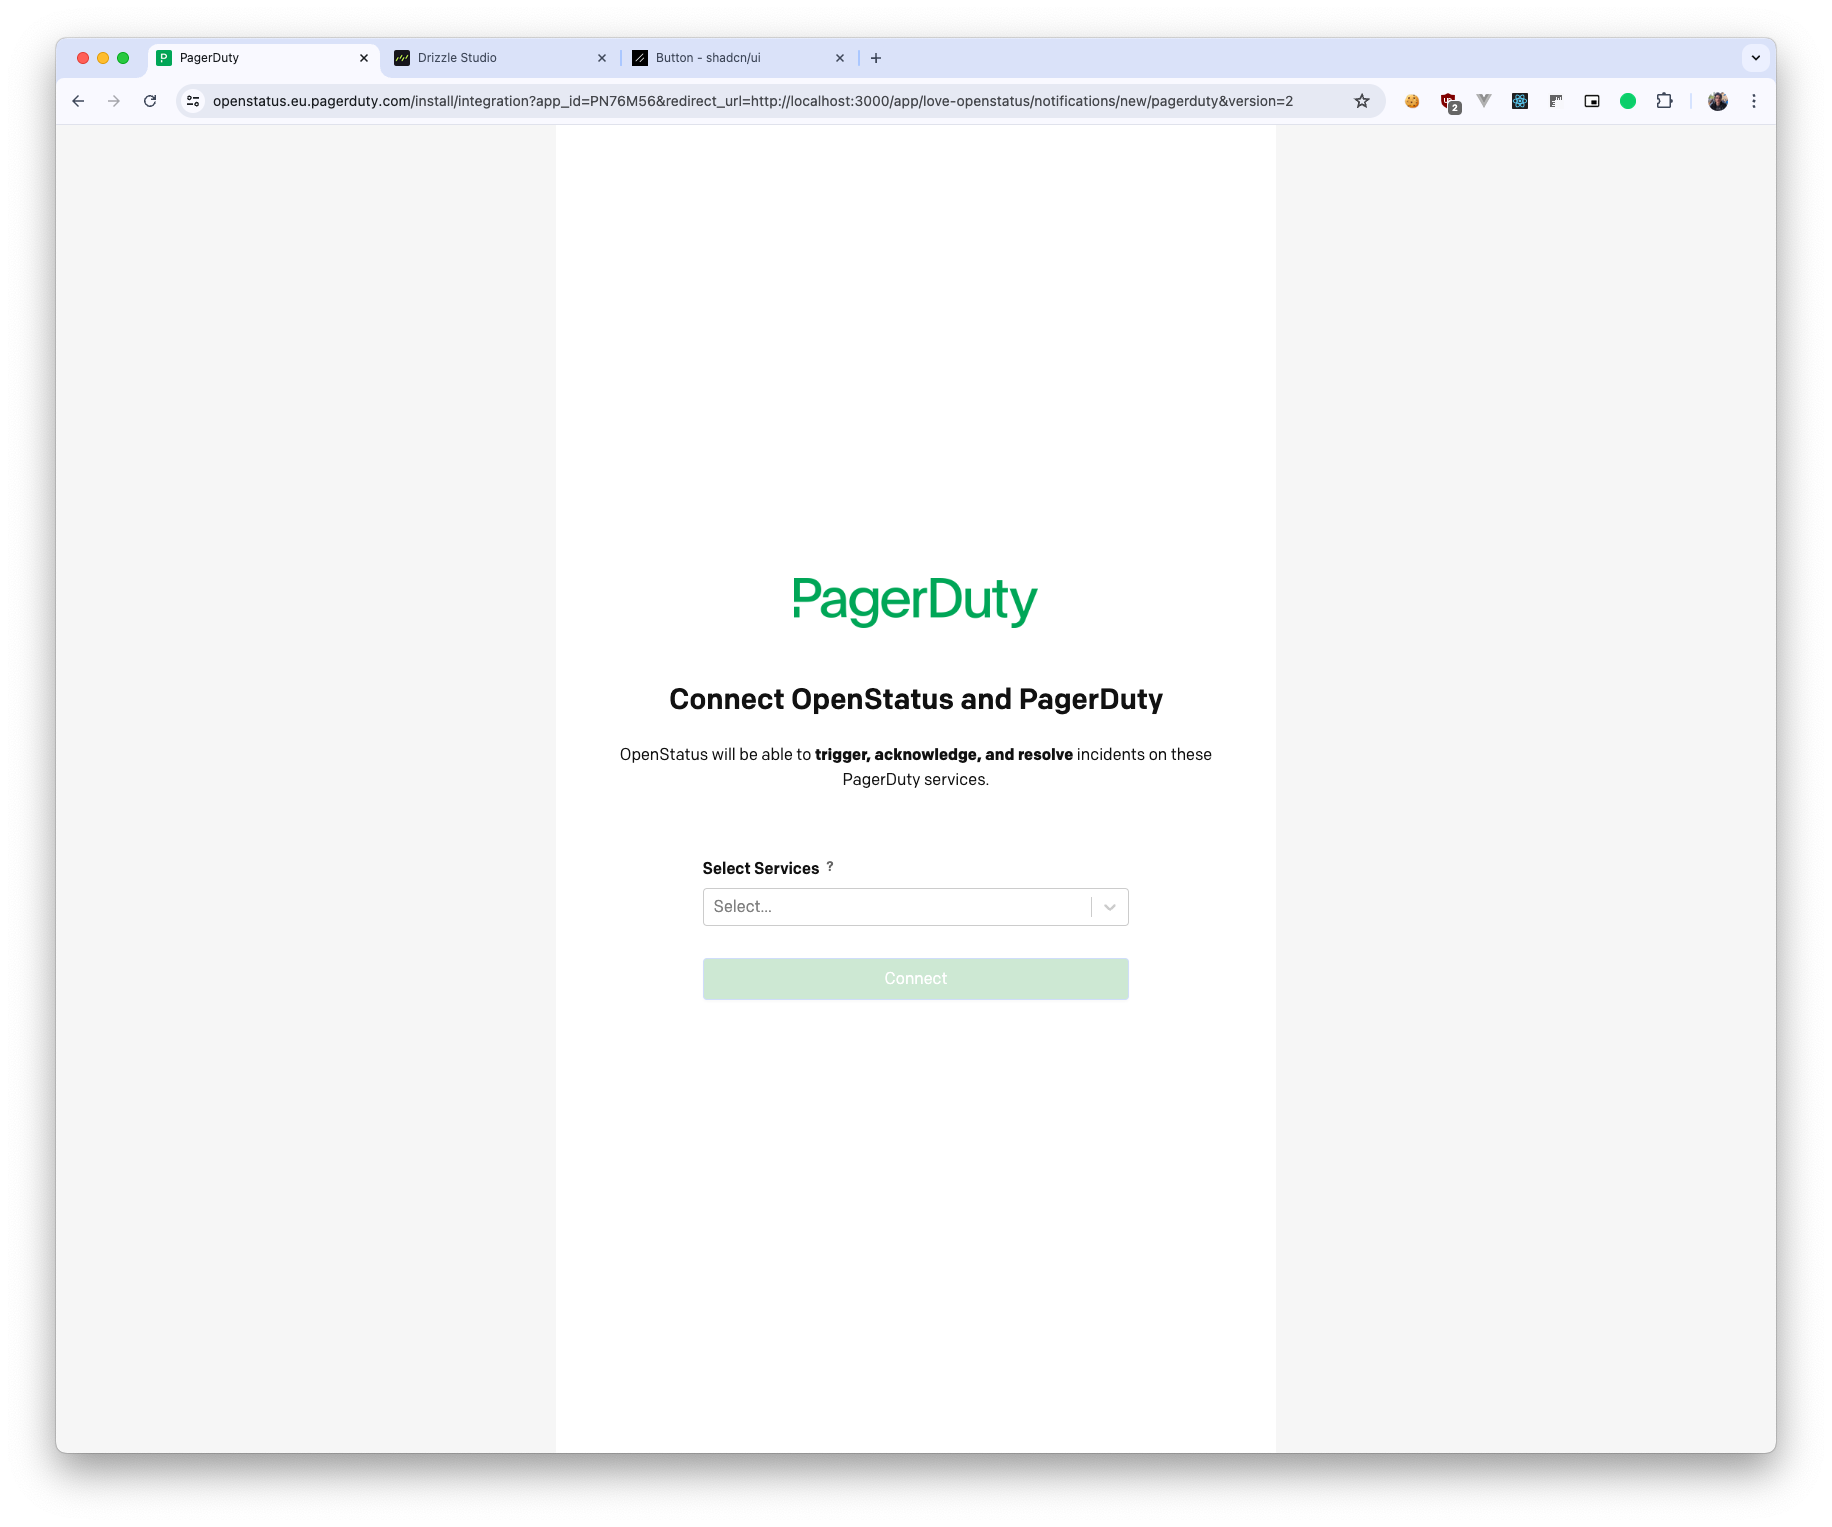 PagerDuty
Drizzle Studio
Button - shadcn/ui
openstatus.eu.pagerduty.com/install/integration?app_id=PN76M56&redirect_url=http://localhost:3000/app/love-openstatus/notifications/new/pagerduty&version=2
2
PagerDuty
Connect OpenStatus and PagerDuty
OpenStatus will be able to trigger, acknowledge, and resolve incidents on these
PagerDuty services.
Select Services ?
Select...
Connect